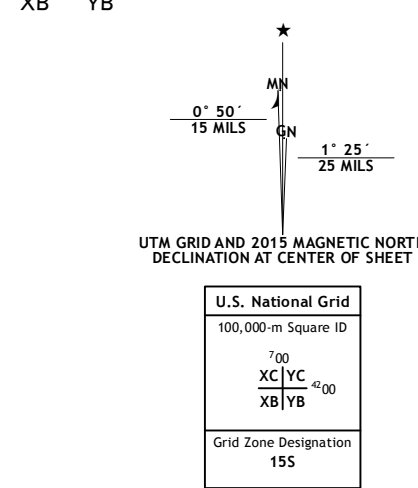 XB YB
★
MN
GN
0° 50´
15 MILS
1° 25´
25 MILS
UTM GRID AND 2015 MAGNETIC NORTH
DECLINATION AT CENTER OF SHEET
U.S. National Grid
100,000-m Square ID
700
XC YC
4200
XB YB
Grid Zone Designation
15S